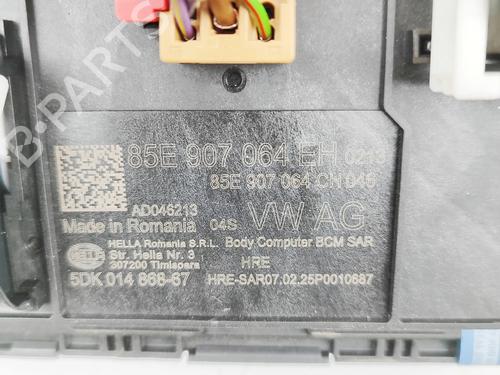 85E 907 064 EH 0213
85E 907 064 CN 046
AD046213
Made in Romania 04S VW AG
HELLA
HELLA Romania S.R.L. Body Computer BCM SAR
Str. Hella Nr. 3
307200 Timisoara HRE
5DK 014 868-67 HRE-SAR07.02.25P0010687
B-PARTS